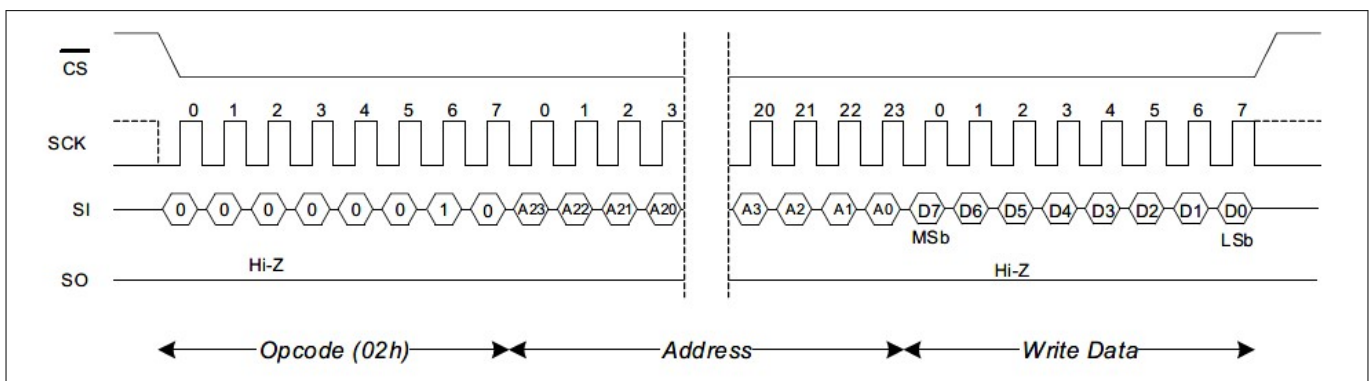 CS
0 1 2 3 4 5 6 7 0 1 2 3 20 21 22 23 0 1 2 3 4 5 6 7
SCK
SI 0 0 0 0 0 0 1 0 A23 A22 A21 A20 A3 A2 A1 A0 D7 D6 D5 D4 D3 D2 D1 D0
MSb LSb
Hi-Z Hi-Z
SO
Opcode (02h) Address Write Data